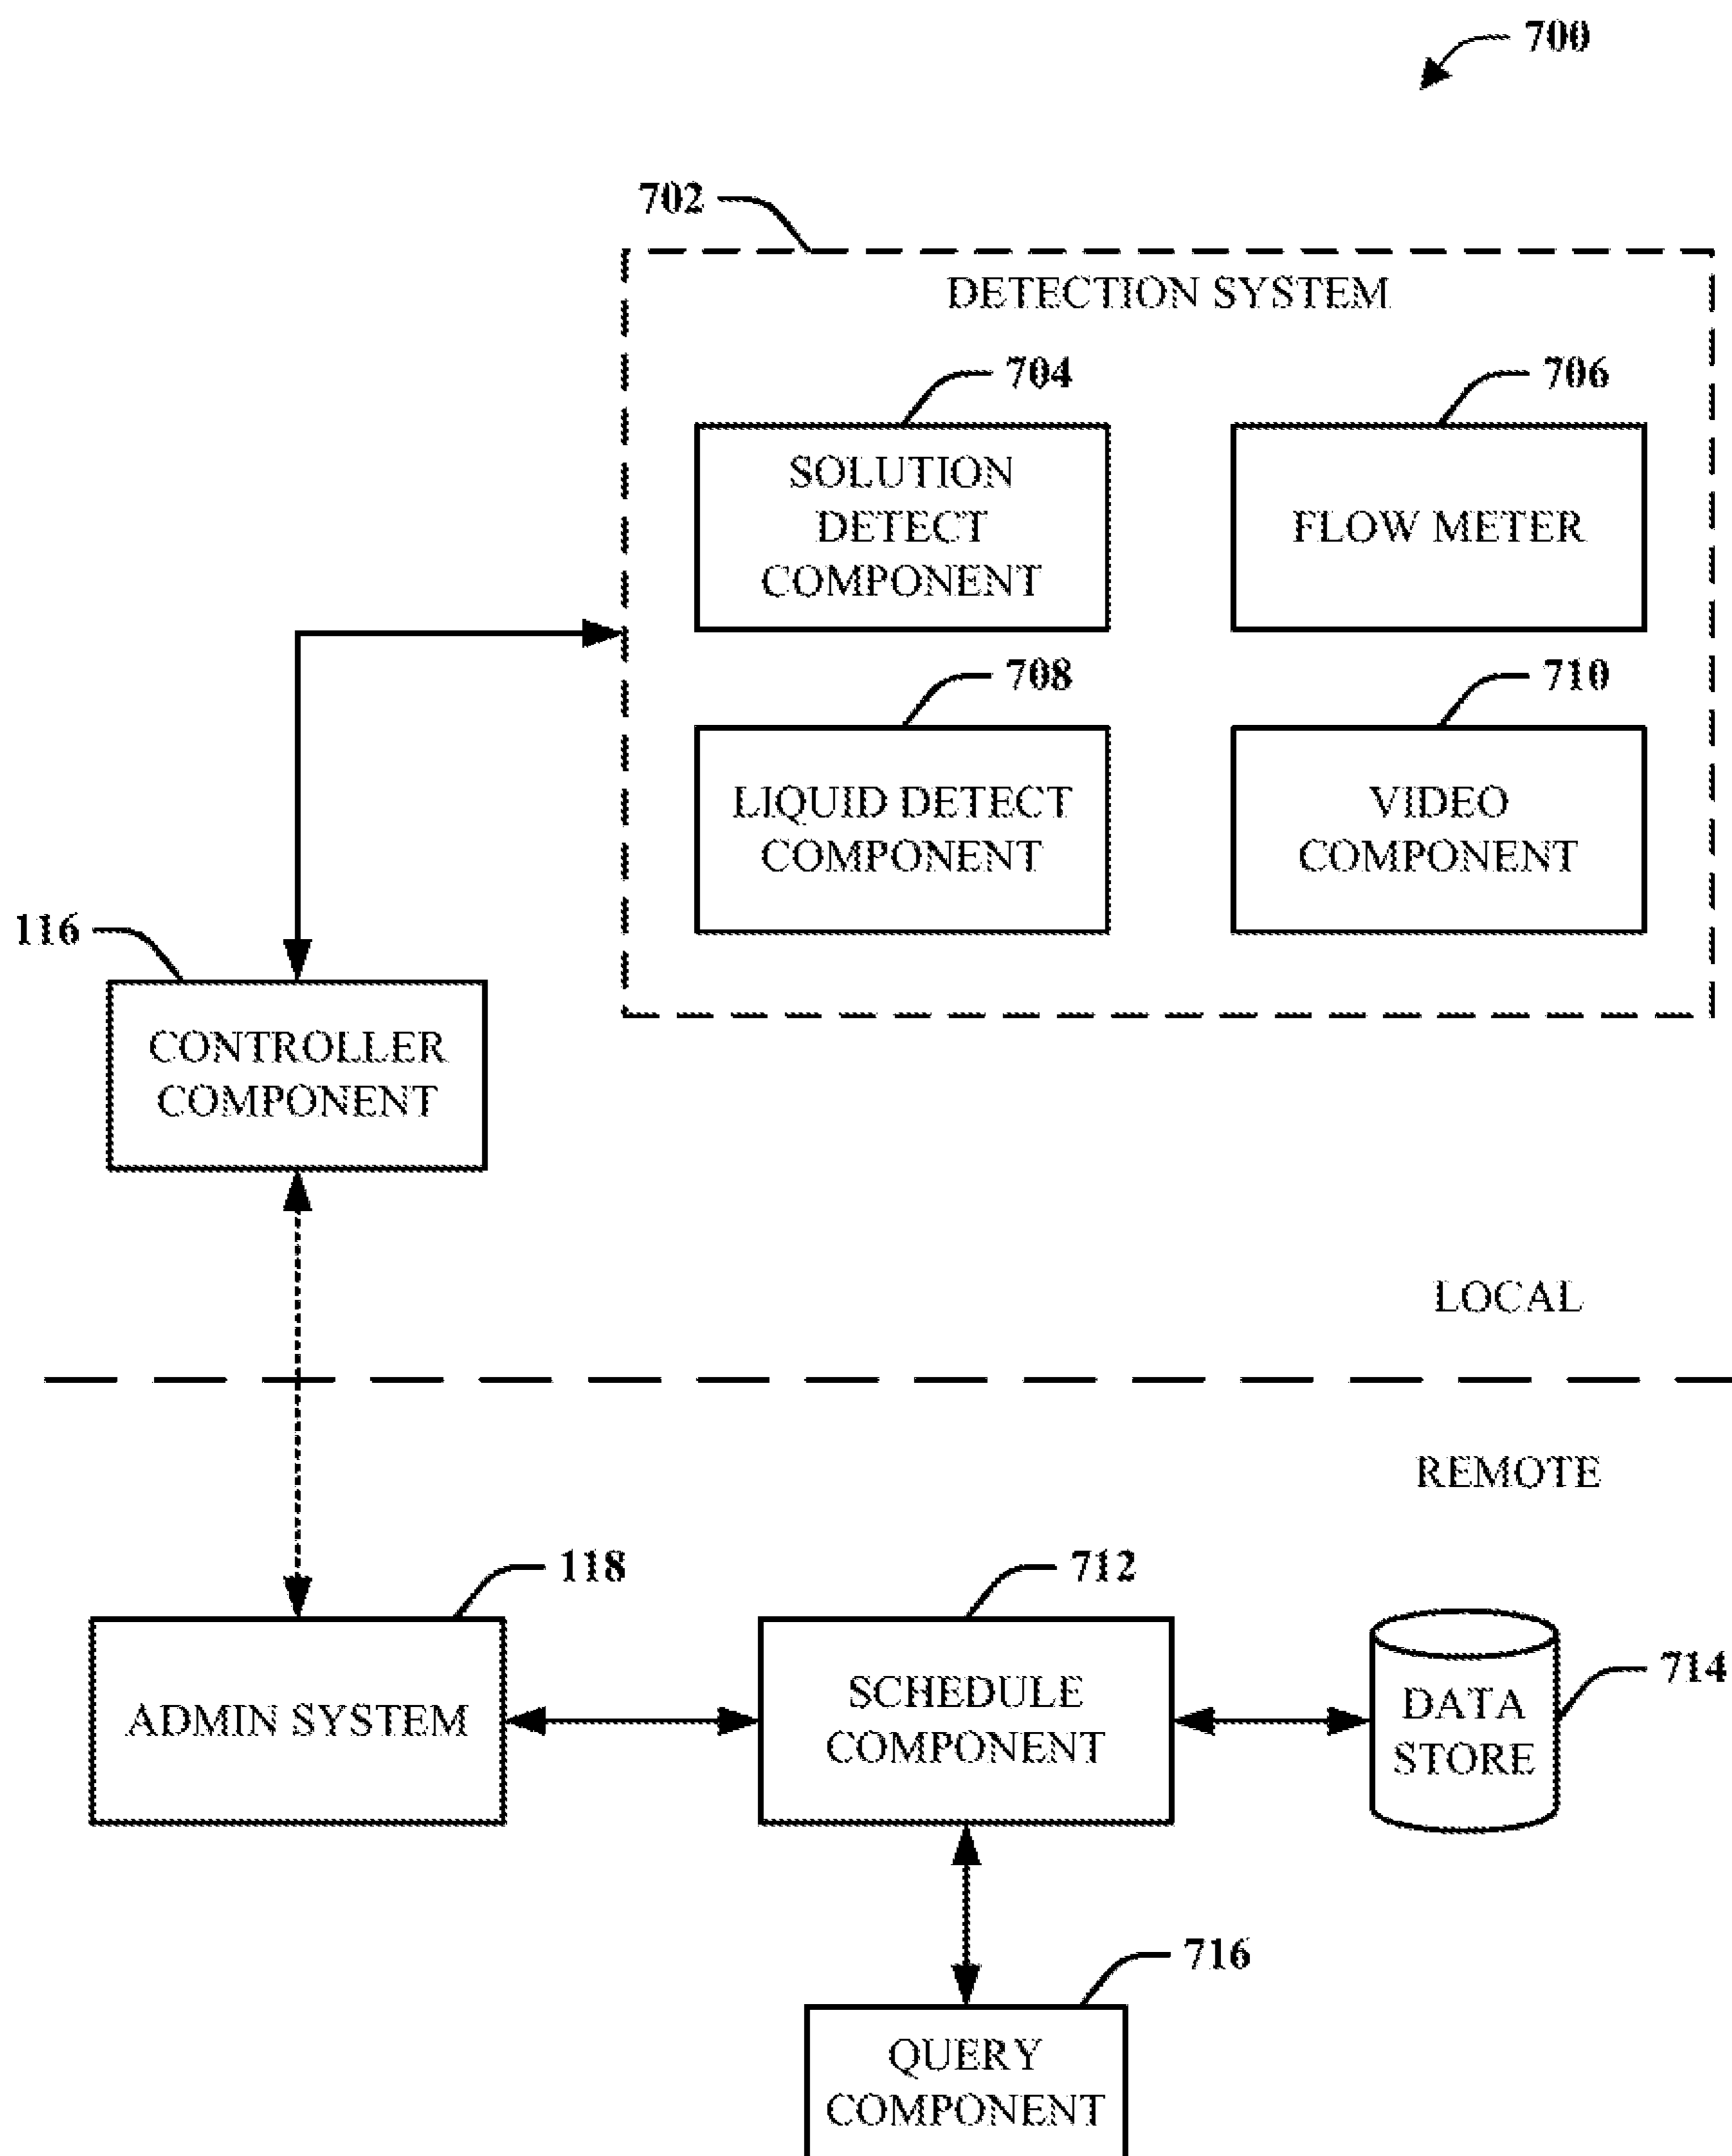 700
702
DETECTION SYSTEM
704
706
SOLUTION
DETECT
COMPONENT
FLOW METER
708
710
LIQUID DETECT
COMPONENT
VIDEO
COMPONENT
116
CONTROLLER
COMPONENT
LOCAL
REMOTE
118
712
ADMIN SYSTEM
SCHEDULE
COMPONENT
714
DATA
STORE
716
QUERY
COMPONENT